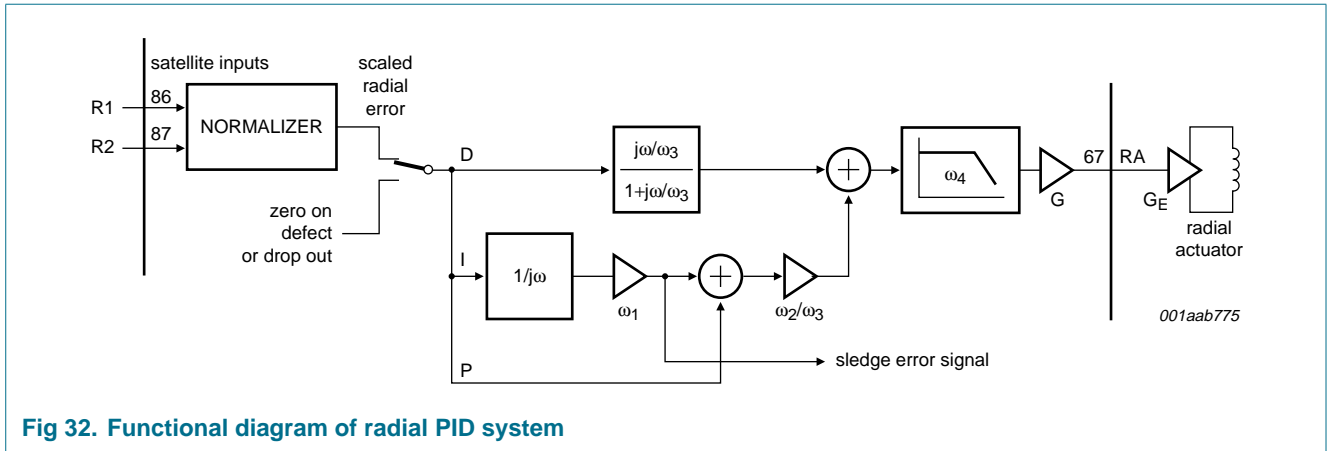 satellite inputs
scaled
radial
error
R1
86
R2
87
NORMALIZER
zero on
defect
or drop out
D
I
P
jω/ω3
1+jω/ω3
1/jω
ω1
ω2/ω3
ω4
G
67
RA
GE
radial
actuator
sledge error signal
001aab775
Fig 32. Functional diagram of radial PID system